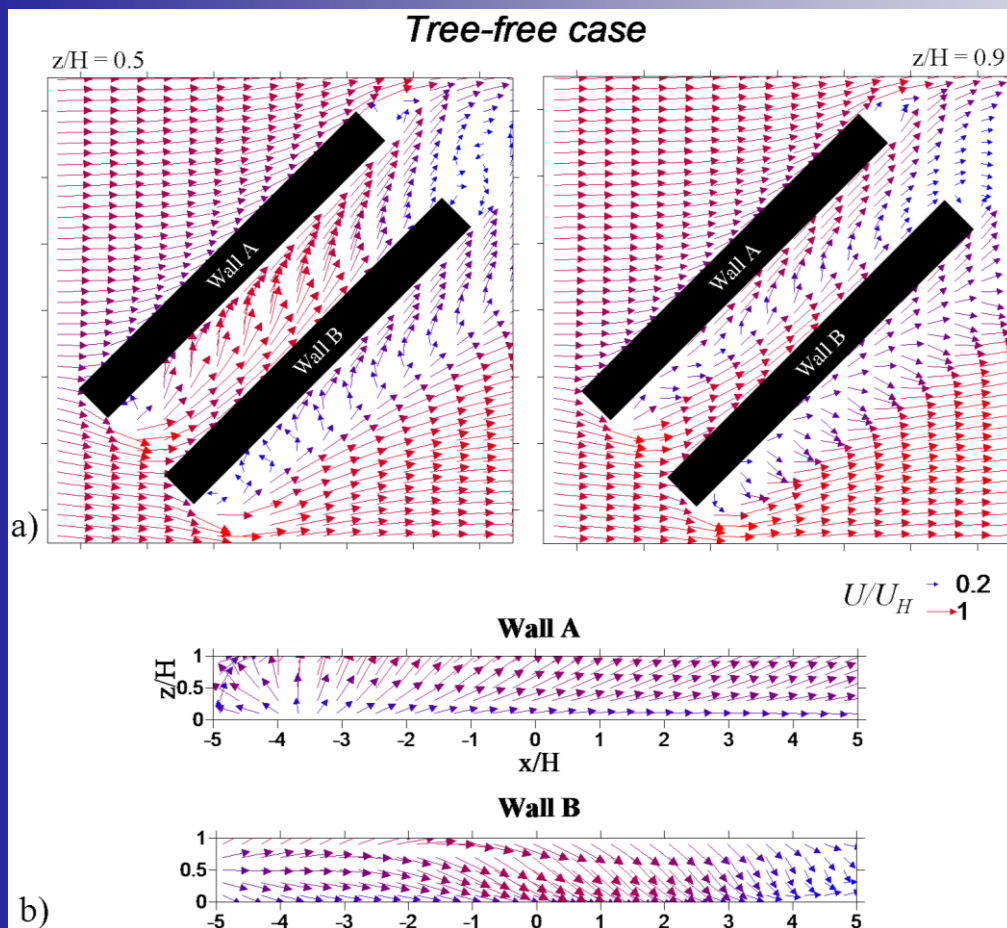 Tree-free case
z/H = 0.5
z/H = 0.9
Wall A
Wall B
Wall A
Wall B
a)
U/U_H
0.2
1
Wall A
z/H
1
0.5
0
-5 -4 -3 -2 -1 0 1 2 3 4 5
x/H
Wall B
1
0.5
0
-5 -4 -3 -2 -1 0 1 2 3 4 5
b)